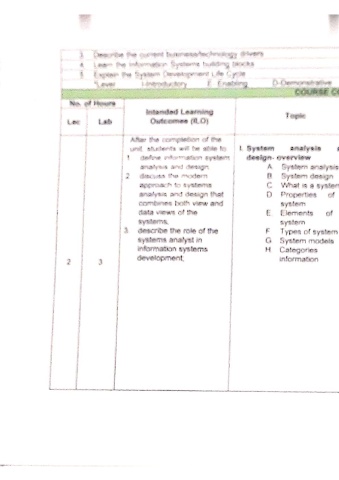 3. Describe the current business/technology drivers
4. Learn the Information Systems building blocks
5. Explain the System Development Life Cycle
*Level I-Introductory E Enabling D-Demonstrative
COURSE
No. of Hours
Lec
Lab
Intended Learning
Outcomes (ILO)
Topic
2
3
After the completion of the
unit, students will be able to
1. define information system
analysis and design,
2. discuss the modern
approach to systems
analysis and design that
combines both view and
data views of the
systems,
3. describe the role of the
systems analyst in
information systems
development;
I. System analysis
design- overview
A. System analysis
B. System design
C. What is a system
D. Properties of
system
E. Elements of
system
F. Types of system
G. System models
H. Categories
information